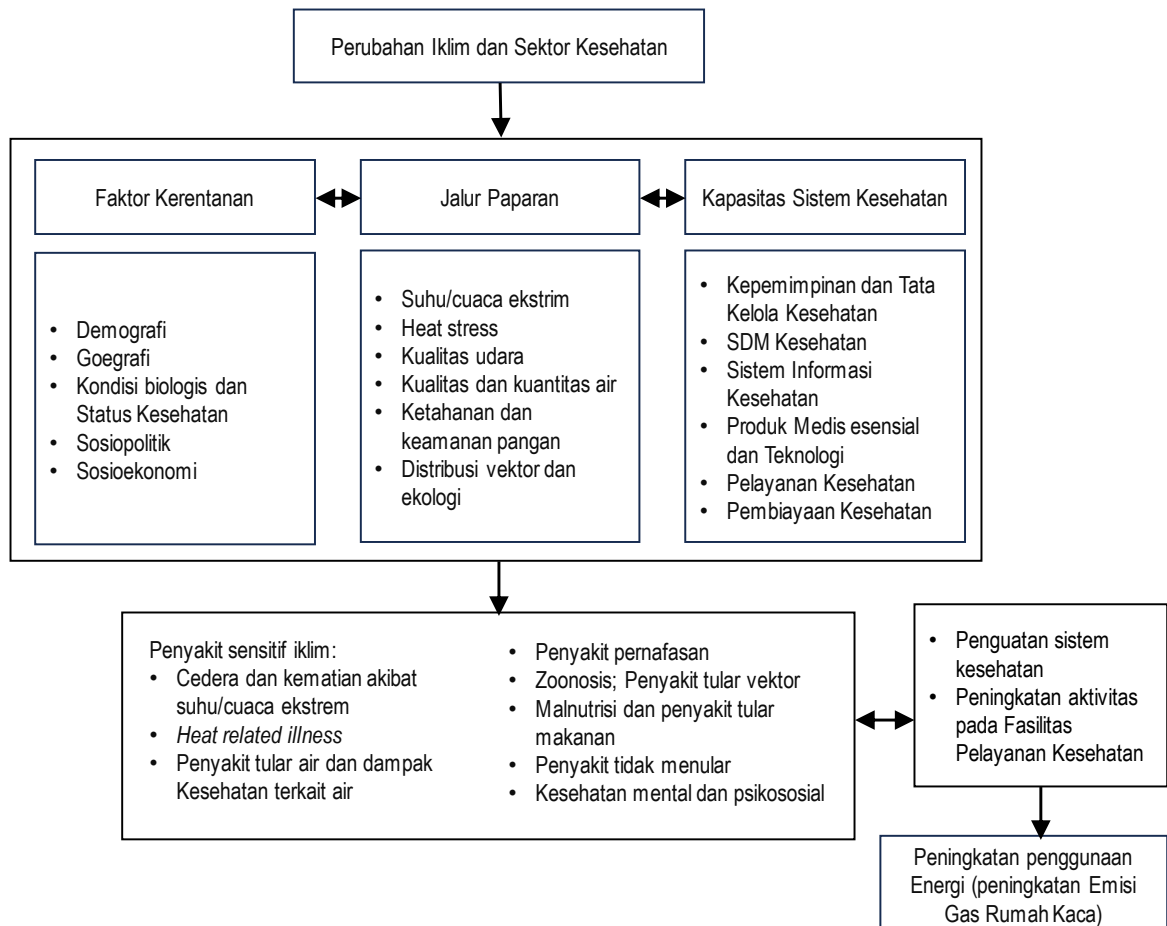 Perubahan Iklim dan Sektor Kesehatan
Faktor Kerentanan
Jalur Paparan
Kapasitas Sistem Kesehatan
• Demografi
• Goegrafi
• Kondisi biologis dan
Status Kesehatan
• Sosiopolitik
• Sosioekonomi
• Suhu/cuaca ekstrim
• Heat stress
• Kualitas udara
• Kualitas dan kuantitas air
• Ketahanan dan
keamanan pangan
• Distribusi vektor dan
ekologi
• Kepemimpinan dan Tata
Kelola Kesehatan
• SDM Kesehatan
• Sistem Informasi
Kesehatan
• Produk Medis esensial
dan Teknologi
• Pelayanan Kesehatan
• Pembiayaan Kesehatan
Penyakit sensitif iklim:
• Cedera dan kematian akibat
suhu/cuaca ekstrem
• Heat related illness
• Penyakit tular air dan dampak
Kesehatan terkait air
• Penyakit pernafasan
• Zoonosis; Penyakit tular vektor
• Malnutrisi dan penyakit tular
makanan
• Penyakit tidak menular
• Kesehatan mental dan psikososial
• Penguatan sistem
kesehatan
• Peningkatan aktivitas
pada Fasilitas
Pelayanan Kesehatan
Peningkatan penggunaan
Energi (peningkatan Emisi
Gas Rumah Kaca)